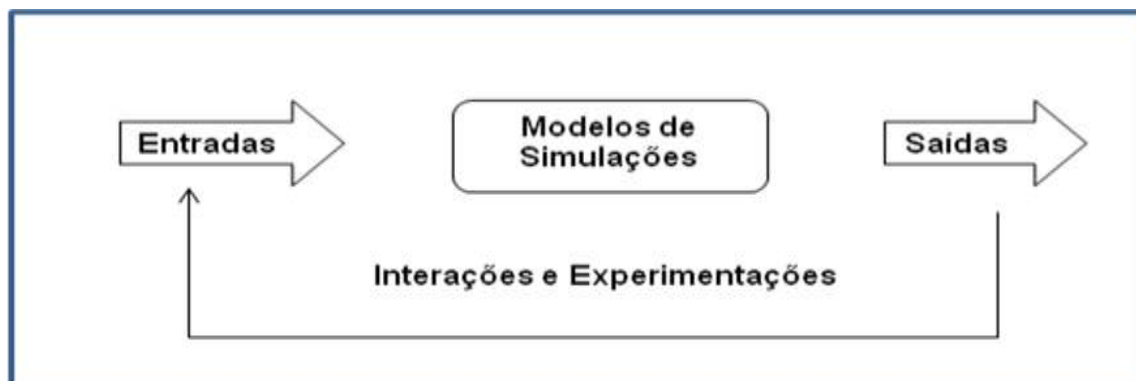 Entradas
Modelos de
Simulações
Saídas
Interações e Experimentações